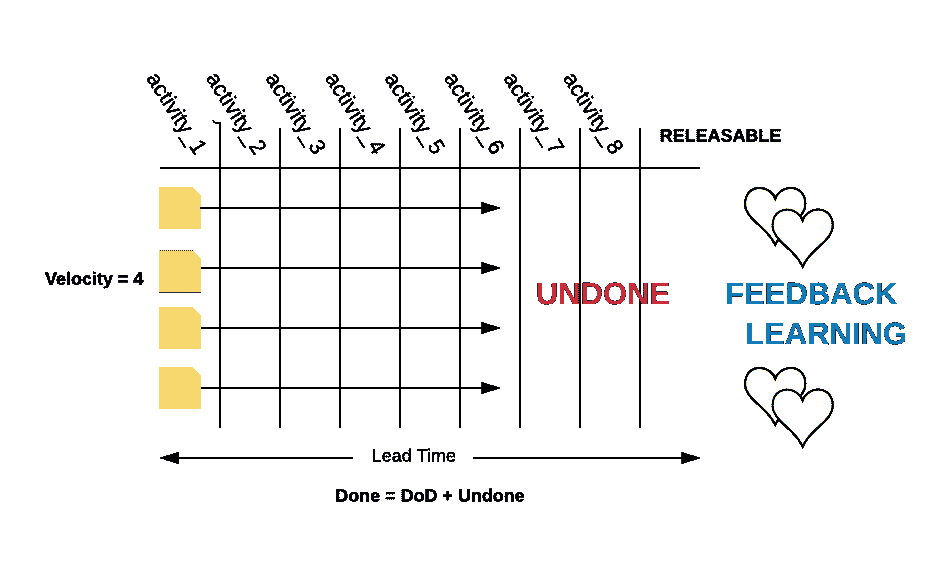 activity_1
activity_2
activity_3
activity_4
activity_5
activity_6
activity_7
activity_8
RELEASABLE
Velocity = 4
UNDONE
FEEDBACK
LEARNING
Lead Time
Done = DoD + Undone